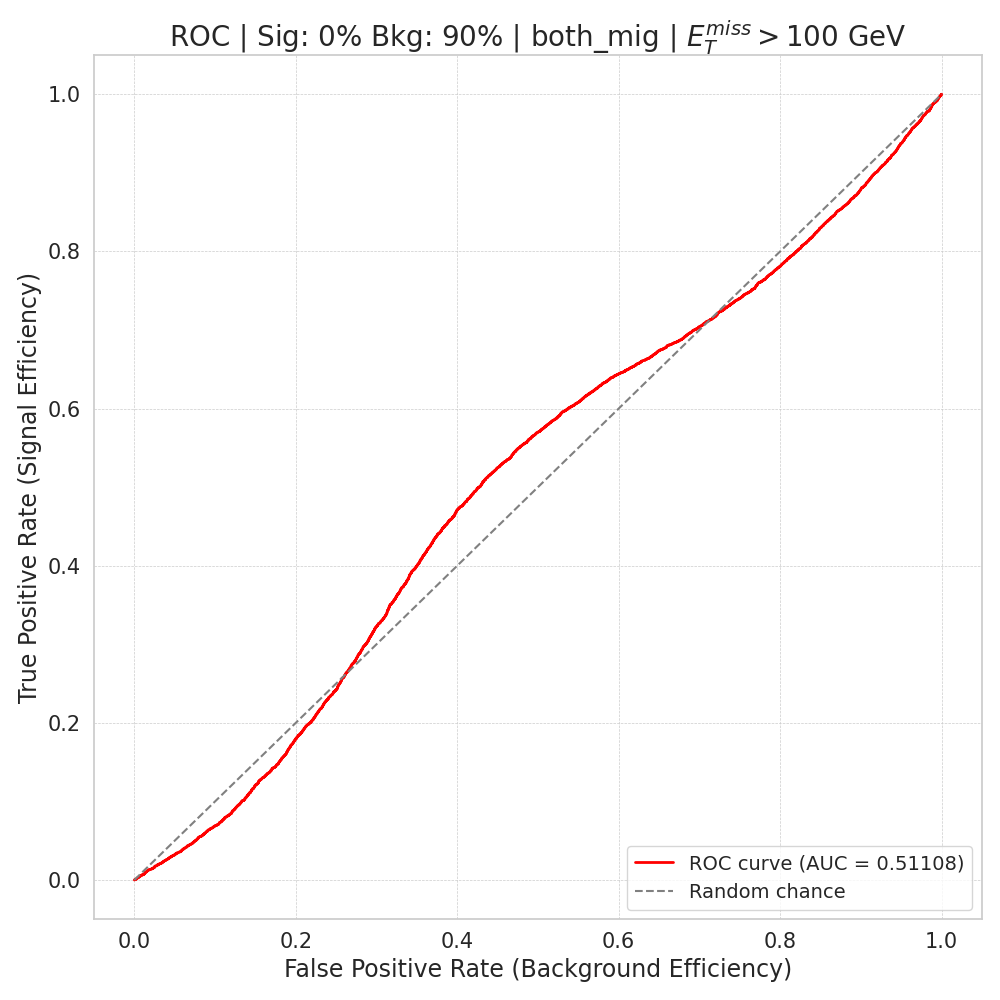 ROC | Sig: 0% Bkg: 90% | both_mig | $E_T^{miss} > 100$ GeV
1.0
0.8
0.6
0.4
0.2
0.0
True Positive Rate (Signal Efficiency)
ROC curve (AUC = 0.51108)
Random chance
0.0 0.2 0.4 0.6 0.8 1.0
False Positive Rate (Background Efficiency)